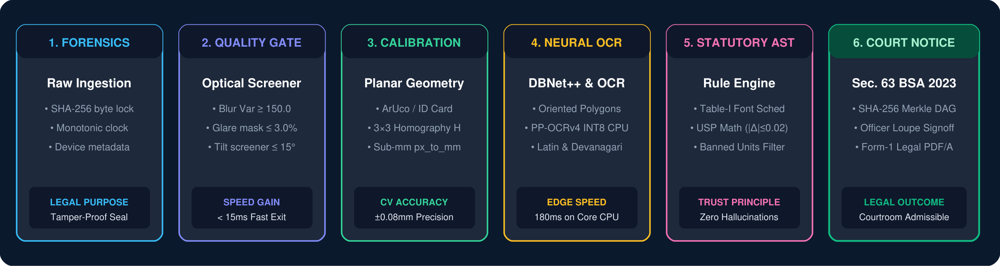 1. FORENSICS
Raw Ingestion
• SHA-256 byte lock
• Monotonic clock
• Device metadata
LEGAL PURPOSE
Tamper-Proof Seal
2. QUALITY GATE
Optical Screener
• Blur Var ≥ 150.0
• Glare mask ≤ 3.0%
• Tilt screener ≤ 15°
SPEED GAIN
< 15ms Fast Exit
3. CALIBRATION
Planar Geometry
• ArUco / ID Card
• 3×3 Homography H
• Sub-mm px_to_mm
CV ACCURACY
±0.08mm Precision
4. NEURAL OCR
DBNet++ & OCR
• Oriented Polygons
• PP-OCRv4 INT8 CPU
• Latin & Devanagari
EDGE SPEED
180ms on Core CPU
5. STATUTORY AST
Rule Engine
• Table-I Font Sched
• USP Math (|Δ|≤0.02)
• Banned Units Filter
TRUST PRINCIPLE
Zero Hallucinations
6. COURT NOTICE
Sec. 63 BSA 2023
• SHA-256 Merkle DAG
• Officer Loupe Signoff
• Form-1 Legal PDF/A
LEGAL OUTCOME
Courtroom Admissible